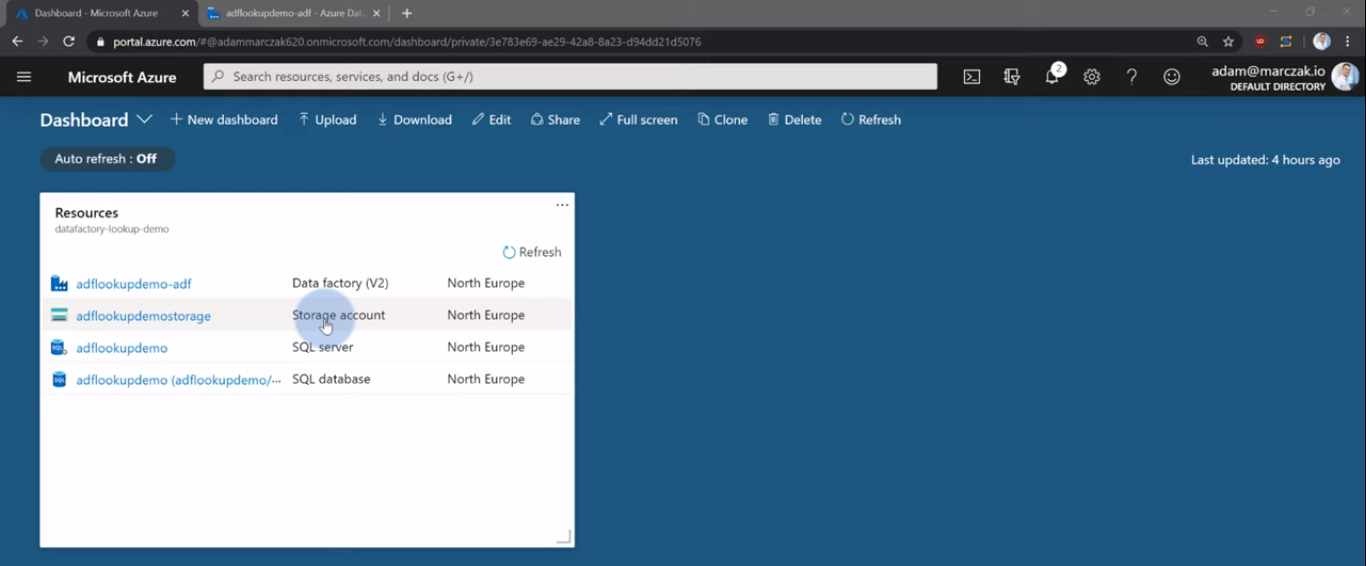 Dashboard - Microsoft Azure
adflookupdemo-adf - Azure Dat
portal.azure.com/#@adammarczak620.onmicrosoft.com/dashboard/private/3e783e69-ae29-42a8-8a23-d94dd21d5076
Microsoft Azure
Search resources, services, and docs (G+/)
2
adam@marczak.io
DEFAULT DIRECTORY
Dashboard
New dashboard
Upload
Download
Edit
Share
Full screen
Clone
Delete
Refresh
Auto refresh : Off
Last updated: 4 hours ago
Resources
datafactory-lookup-demo
Refresh
adflookupdemo-adf Data factory (V2) North Europe
adflookupdemostorage Storage account North Europe
SQL adflookupdemo SQL server North Europe
SQL adflookupdemo (adflookupdemo/... SQL database North Europe